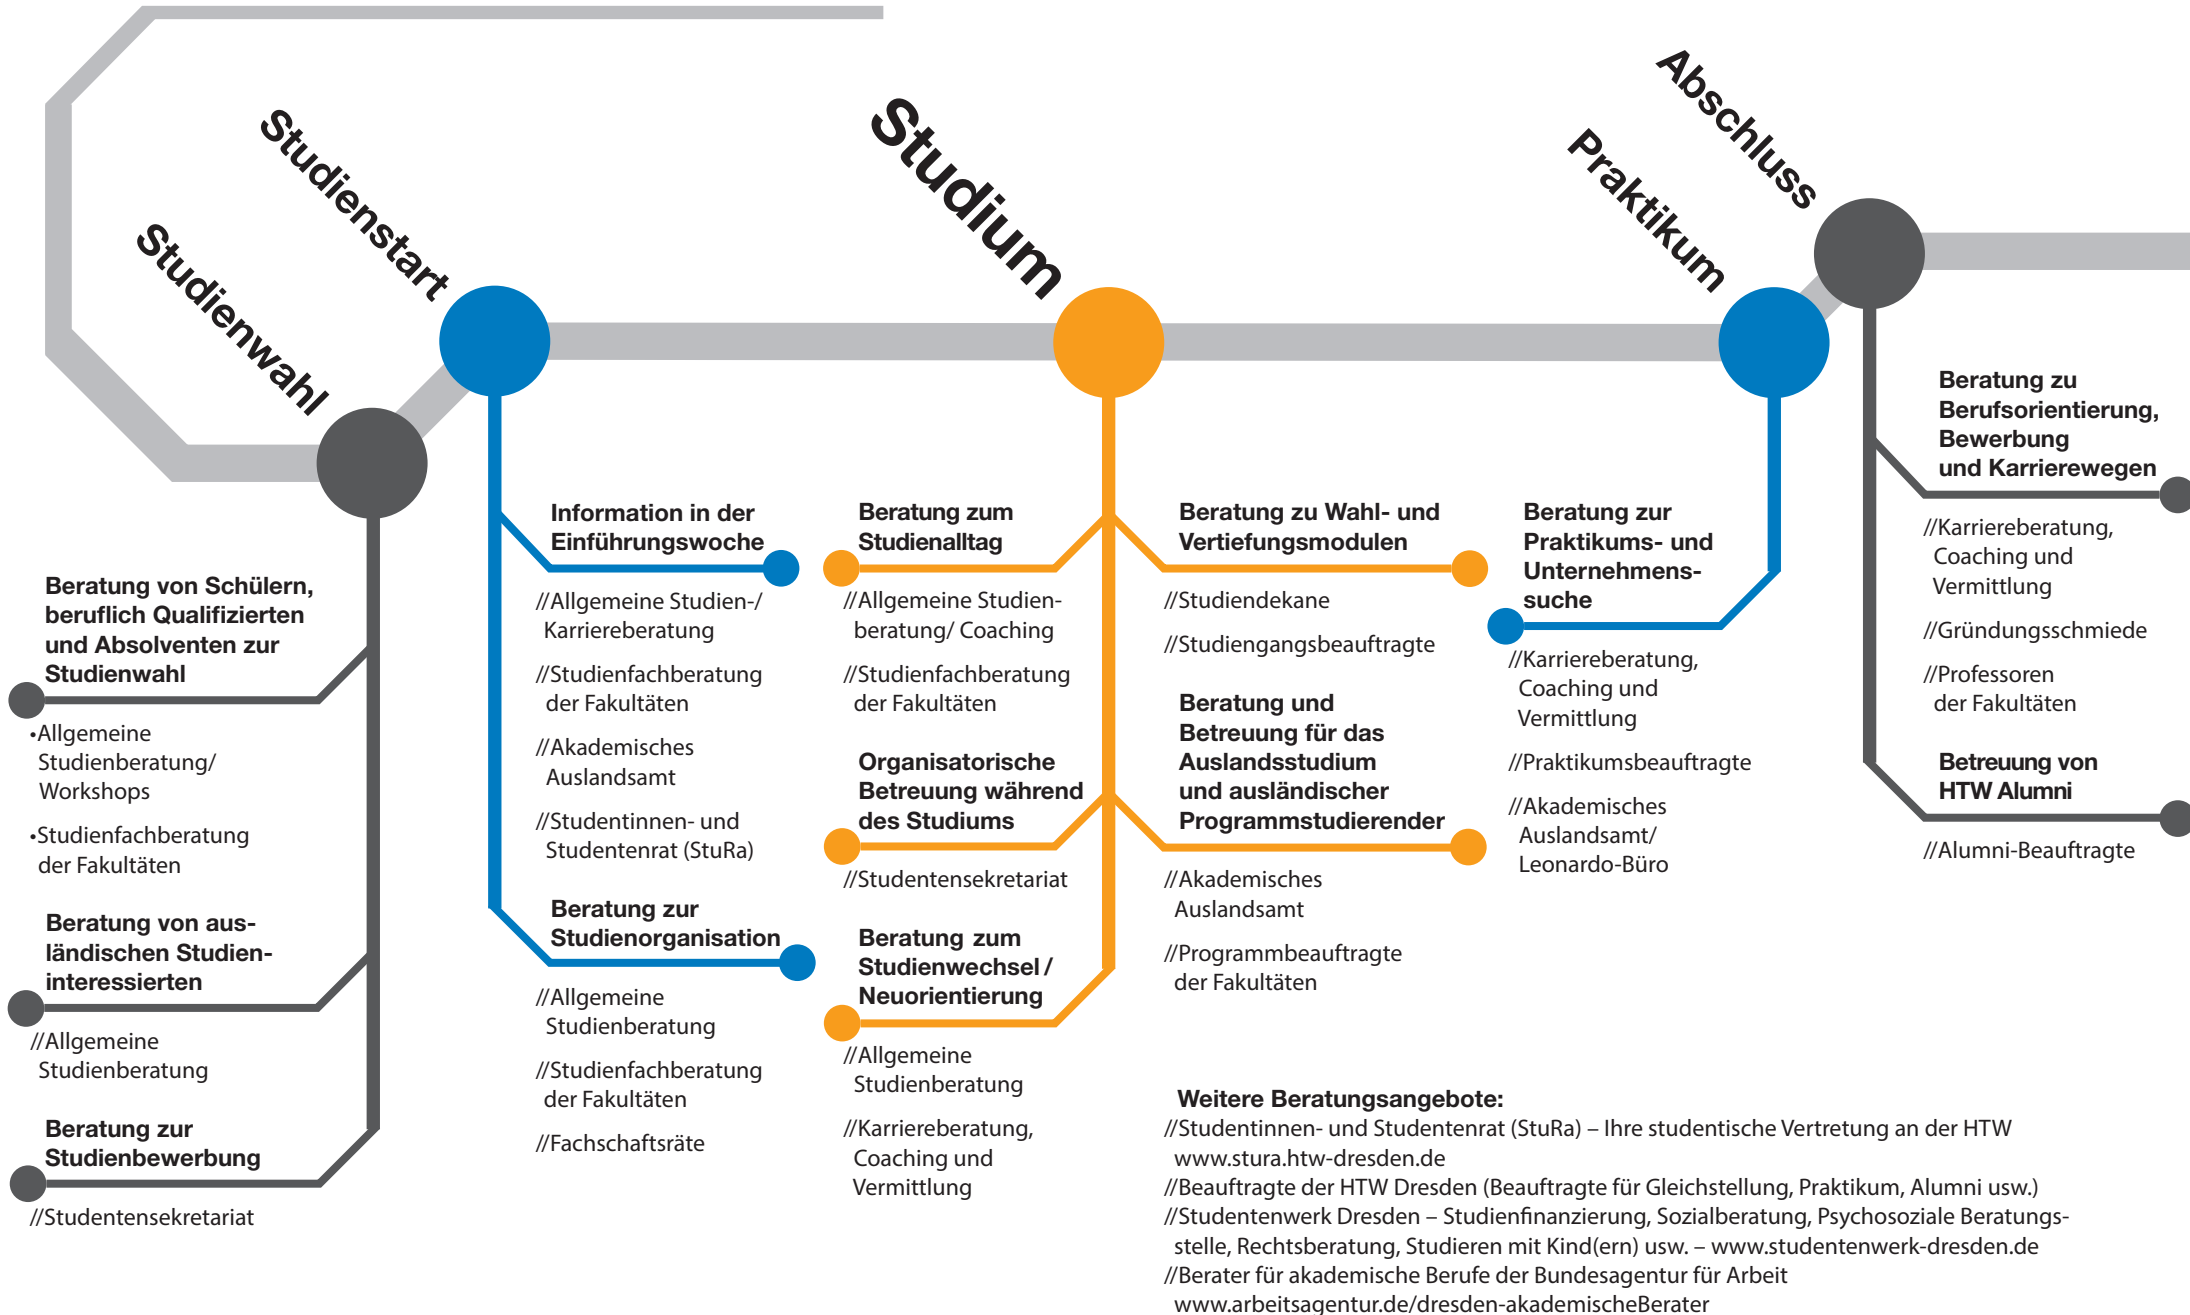 Studienwahl
Studienstart
Studium
Praktikum
Abschluss
Beratung von Schülern,
beruflich Qualifizierten
und Absolventen zur
Studienwahl
•Allgemeine
Studienberatung/
Workshops
•Studienfachberatung
der Fakultäten
Beratung von aus-
ländischen Studien-
interessierten
//Allgemeine
Studienberatung
Beratung zur
Studienbewerbung
//Studentensekretariat
Information in der
Einführungswoche
//Allgemeine Studien-/
Karriereberatung
//Studienfachberatung
der Fakultäten
//Akademisches
Auslandsamt
//Studentinnen- und
Studentenrat (StuRa)
Beratung zur
Studienorganisation
//Allgemeine
Studienberatung
//Studienfachberatung
der Fakultäten
//Fachschaftsräte
Beratung zum
Studienalltag
//Allgemeine Studien-
beratung/ Coaching
//Studienfachberatung
der Fakultäten
Organisatorische
Betreuung während
des Studiums
//Studentensekretariat
Beratung zum
Studienwechsel /
Neuorientierung
//Allgemeine
Studienberatung
//Karriereberatung,
Coaching und
Vermittlung
Beratung zu Wahl- und
Vertiefungsmodulen
//Studiendekane
//Studiengangsbeauftragte
Beratung und
Betreuung für das
Auslandsstudium
und ausländischer
Programmstudierender
//Akademisches
Auslandsamt
//Programmbeauftragte
der Fakultäten
Beratung zur
Praktikums- und
Unternehmens-
suche
//Karriereberatung,
Coaching und
Vermittlung
//Praktikumsbeauftragte
//Akademisches
Auslandsamt/
Leonardo-Büro
Beratung zu
Berufsorientierung,
Bewerbung
und Karrierewegen
//Karriereberatung,
Coaching und
Vermittlung
//Gründungsschmiede
//Professoren
der Fakultäten
Betreuung von
HTW Alumni
//Alumni-Beauftragte
Weitere Beratungsangebote:
//Studentinnen- und Studentenrat (StuRa) – Ihre studentische Vertretung an der HTW
www.stura.htw-dresden.de
//Beauftragte der HTW Dresden (Beauftragte für Gleichstellung, Praktikum, Alumni usw.)
//Studentenwerk Dresden – Studienfinanzierung, Sozialberatung, Psychosoziale Beratungs-
stelle, Rechtsberatung, Studieren mit Kind(ern) usw. – www.studentenwerk-dresden.de
//Berater für akademische Berufe der Bundesagentur für Arbeit
www.arbeitsagentur.de/dresden-akademischeBerater